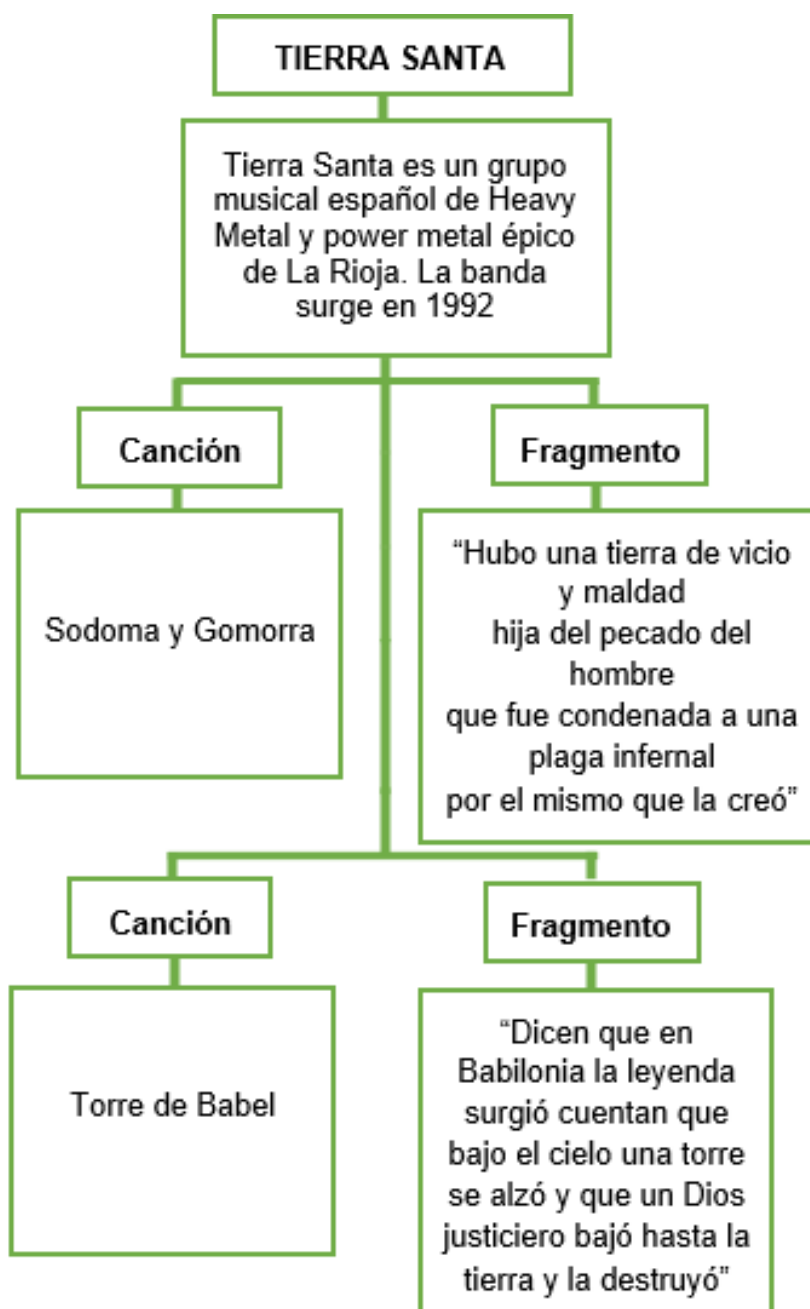 TIERRA SANTA
Tierra Santa es un grupo
musical español de Heavy
Metal y power metal épico
de La Rioja. La banda
surge en 1992
Canción
Fragmento
Sodoma y Gomorra
“Hubo una tierra de vicio
y maldad
hija del pecado del
hombre
que fue condenada a una
plaga infernal
por el mismo que la creó”
Canción
Fragmento
Torre de Babel
“Dicen que en
Babilonia la leyenda
surgió cuentan que
bajo el cielo una torre
se alzó y que un Dios
justiciero bajó hasta la
tierra y la destruyó”